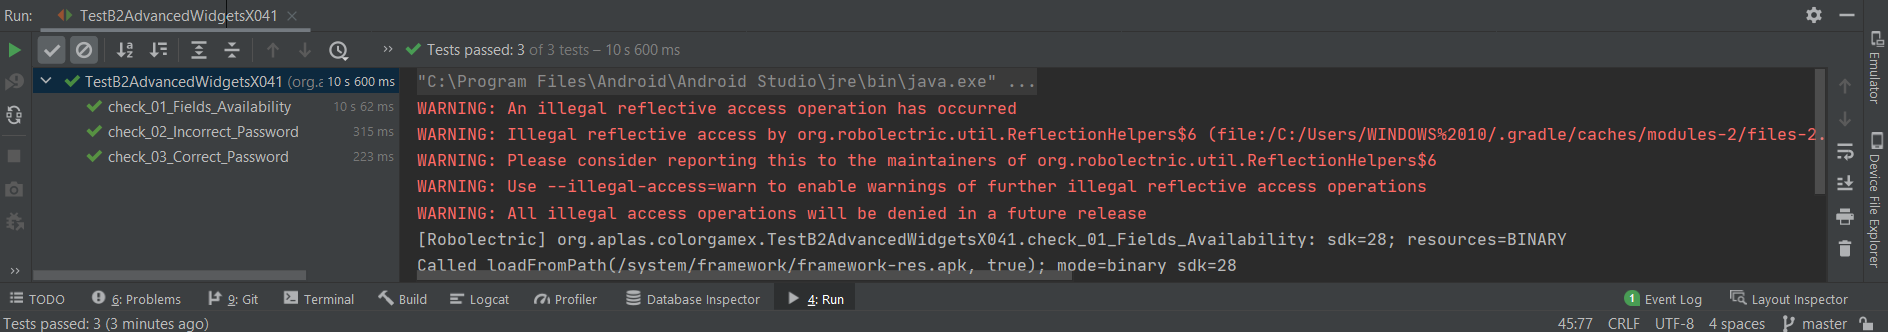 Run: TestB2AdvancedWidgetsX041
Tests passed: 3 of 3 tests – 10 s 600 ms
TestB2AdvancedWidgetsX041 (org.a 10 s 600 ms
check_01_Fields_Availability 10 s 62 ms
check_02_Incorrect_Password 315 ms
check_03_Correct_Password 223 ms
"C:\Program Files\Android\Android Studio\jre\bin\java.exe" ...
WARNING: An illegal reflective access operation has occurred
WARNING: Illegal reflective access by org.robolectric.util.ReflectionHelpers$6 (file:/C:/Users/WINDOWS%2010/.gradle/caches/modules-2/files-2.
WARNING: Please consider reporting this to the maintainers of org.robolectric.util.ReflectionHelpers$6
WARNING: Use --illegal-access=warn to enable warnings of further illegal reflective access operations
WARNING: All illegal access operations will be denied in a future release
[Robolectric] org.aplas.colorgamex.TestB2AdvancedWidgetsX041.check_01_Fields_Availability: sdk=28; resources=BINARY
Called loadFromPath(/system/framework/framework-res.apk, true); mode=binary sdk=28
Emulator
Device File Explorer
TODO 6: Problems 9: Git Terminal Build Logcat Profiler Database Inspector 4: Run 1 Event Log Layout Inspector
Tests passed: 3 (3 minutes ago) 45:77 CRLF UTF-8 4 spaces master